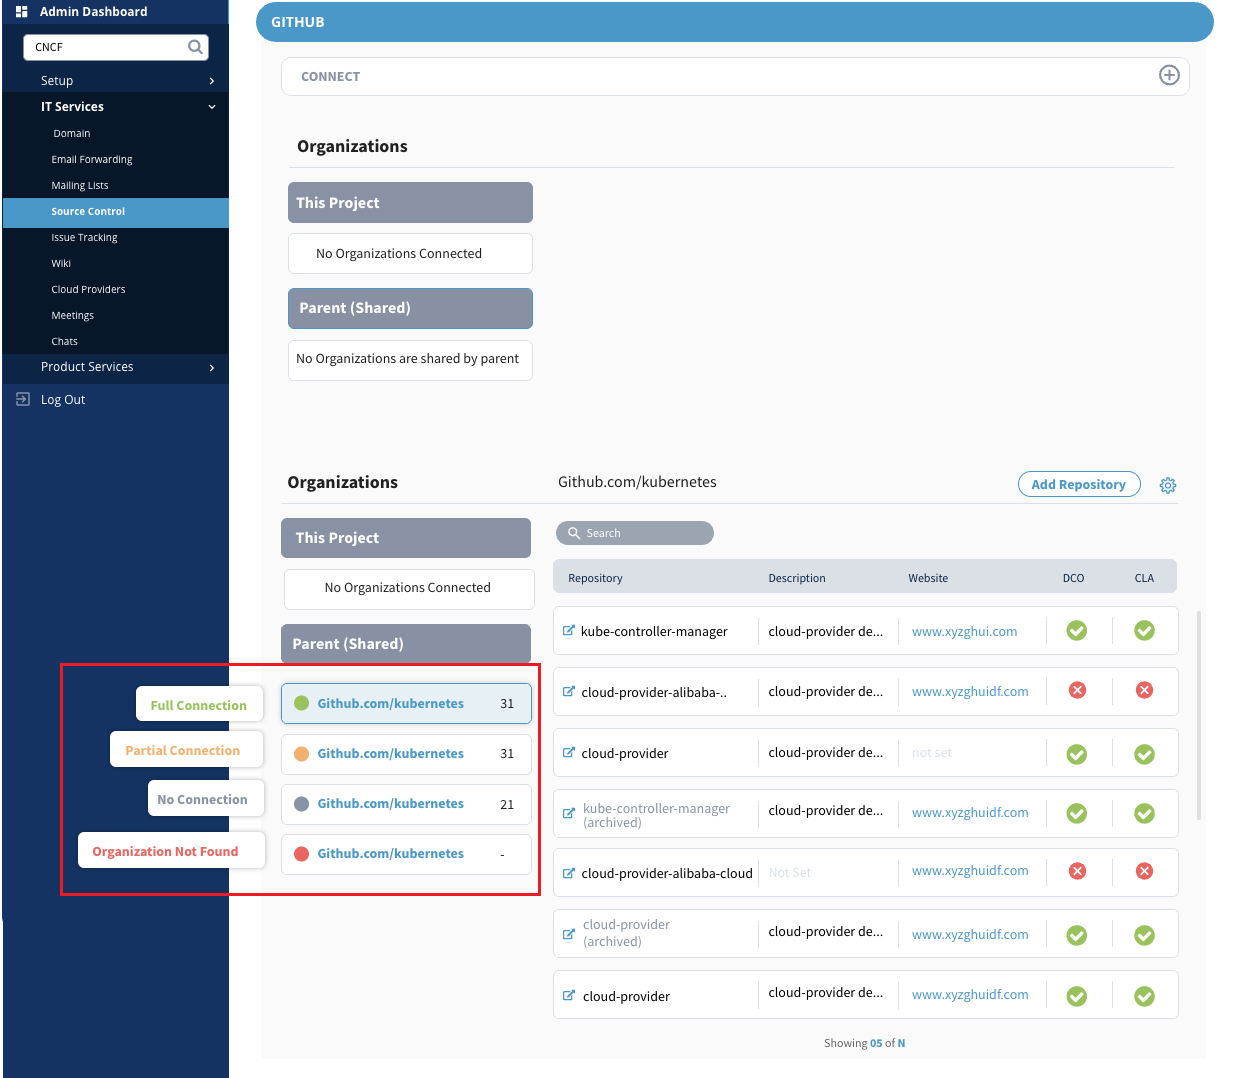 Admin Dashboard
CNCF
Setup
IT Services
Domain
Email Forwarding
Mailing Lists
Source Control
Issue Tracking
Wiki
Cloud Providers
Meetings
Chats
Product Services
Log Out
GITHUB
CONNECT
Organizations
This Project
No Organizations Connected
Parent (Shared)
No Organizations are shared by parent
Organizations
This Project
No Organizations Connected
Parent (Shared)
Full Connection
Github.com/kubernetes 31
Partial Connection
Github.com/kubernetes 31
No Connection
Github.com/kubernetes 21
Organization Not Found
Github.com/kubernetes -
Github.com/kubernetes
Add Repository
Search
Repository Description Website DCO CLA
kube-controller-manager cloud-provider de... www.xyzghui.com
cloud-provider-alibaba-.. cloud-provider de... www.xyzghuidf.com
cloud-provider cloud-provider de... not set
kube-controller-manager
(archived) cloud-provider de... www.xyzghuidf.com
cloud-provider-alibaba-cloud Not Set www.xyzghuidf.com
cloud-provider
(archived) cloud-provider de... www.xyzghuidf.com
cloud-provider cloud-provider de... www.xyzghuidf.com
Showing 05 of N